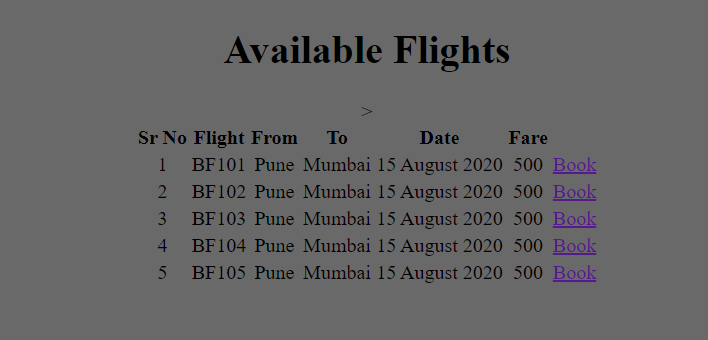 Available Flights
>
Sr No Flight From To Date Fare
1 BF101 Pune Mumbai 15 August 2020 500 Book
2 BF102 Pune Mumbai 15 August 2020 500 Book
3 BF103 Pune Mumbai 15 August 2020 500 Book
4 BF104 Pune Mumbai 15 August 2020 500 Book
5 BF105 Pune Mumbai 15 August 2020 500 Book